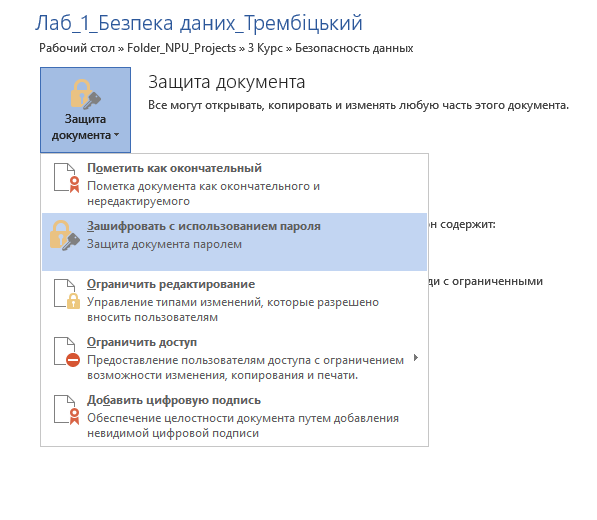 Лаб_1_Безпека даних_Трембіцький
Рабочий стол » Folder_NPU_Projects » 3 Курс » Безопасность данных
Защита документа
Все могут открывать, копировать и изменять любую часть этого документа.
Защита
документа
Пометить как окончательный
Пометка документа как окончательного и
нередактируемого
Зашифровать с использованием пароля
Защита документа паролем
он содержит:
Ограничить редактирование
Управление типами изменений, которые разрешено
вносить пользователям
ди с ограниченными
Ограничить доступ
Предоставление пользователям доступа с ограничением
возможности изменения, копирования и печати.
Добавить цифровую подпись
Обеспечение целостности документа путем добавления
невидимой цифровой подписи